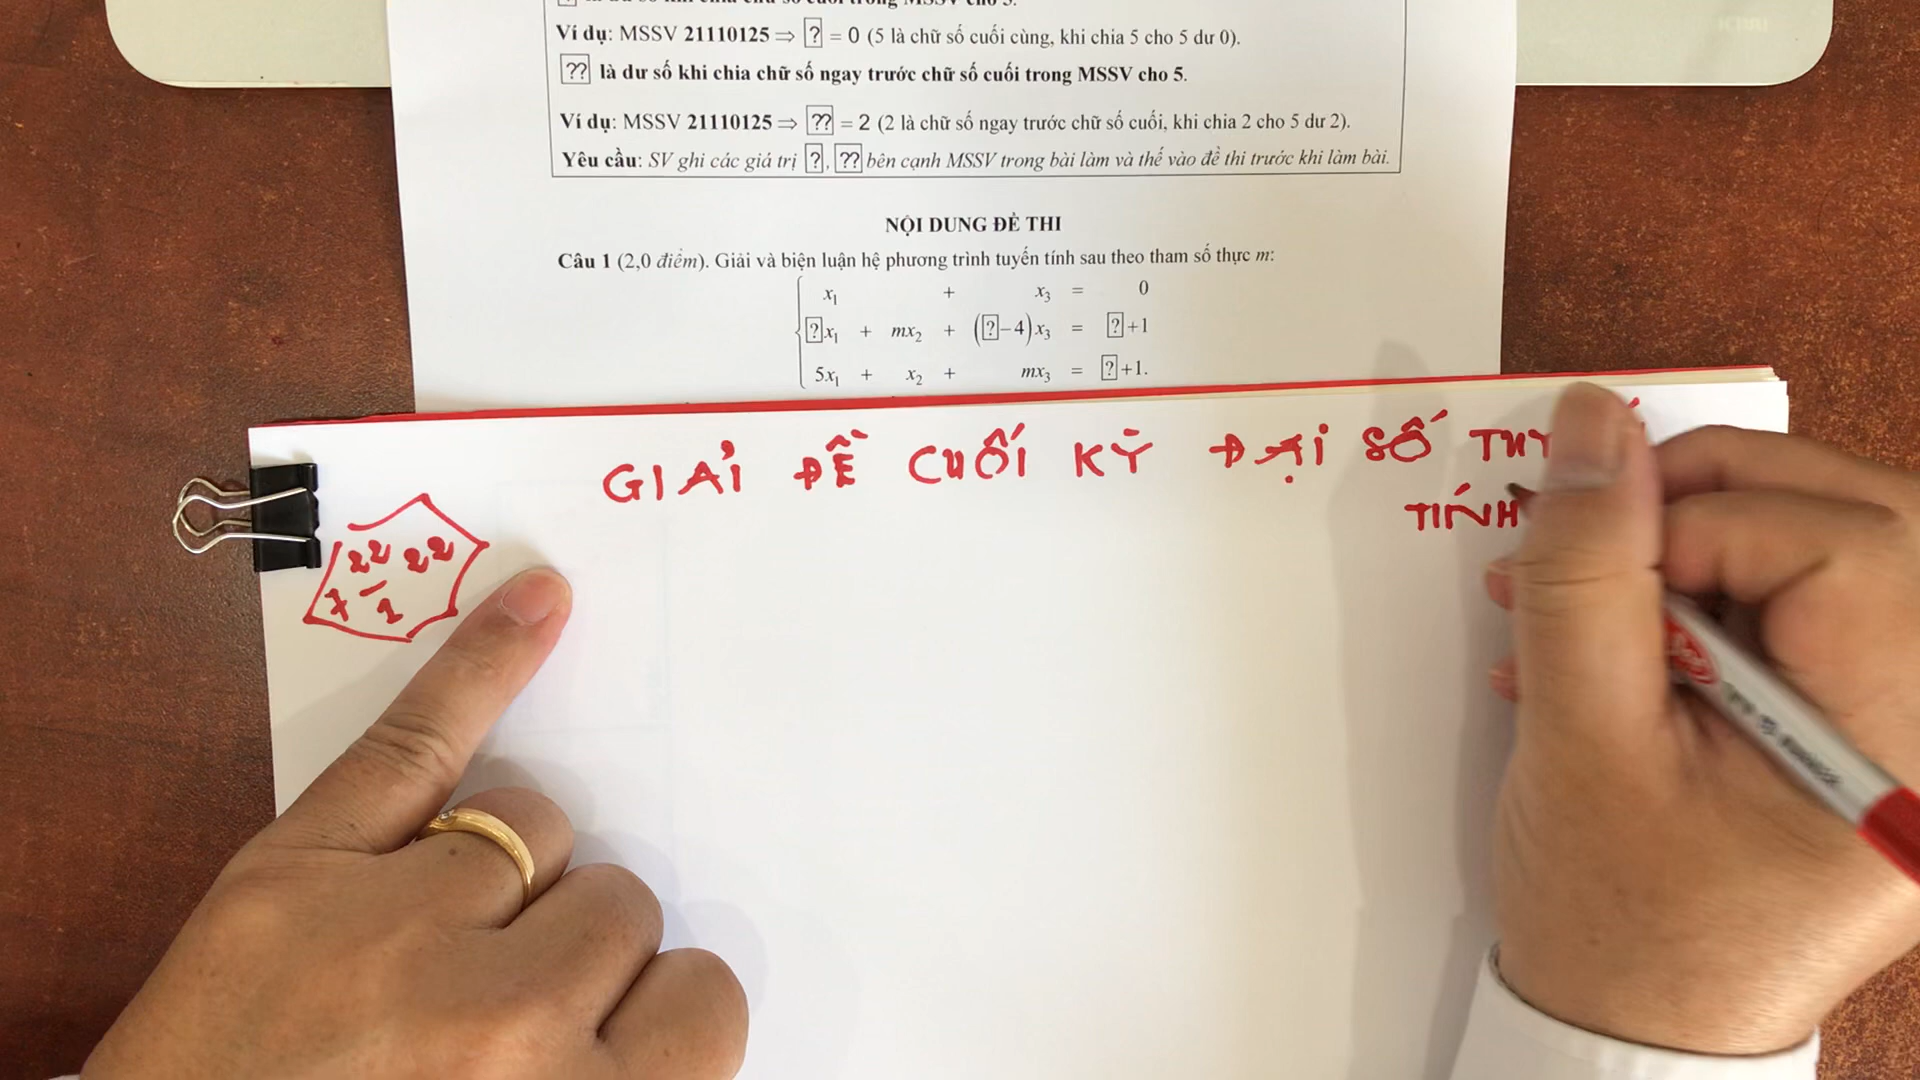 Ví dụ: MSSV 21110125 ⇒ ? = 0 (5 là chữ số cuối cùng, khi chia 5 cho 5 dư 0).
?? là dư số khi chia chữ số ngay trước chữ số cuối trong MSSV cho 5.
Ví dụ: MSSV 21110125 ⇒ ?? = 2 (2 là chữ số ngay trước chữ số cuối, khi chia 2 cho 5 dư 2).
Yêu cầu: SV ghi các giá trị ?, ?? bên cạnh MSSV trong bài làm và thế vào đề thi trước khi làm bài.
NỘI DUNG ĐỀ THI
Câu 1 (2,0 điểm). Giải và biện luận hệ phương trình tuyến tính sau theo tham số thực m:
x₁ + x₃ = 0
?x₁ + mx₂ + (?−4)x₃ = ?+1
5x₁ + x₂ + mx₃ = ?+1.
GIẢI ĐỀ CUỐI KỲ ĐẠI SỐ
TÍNH
22 22
7 – 1